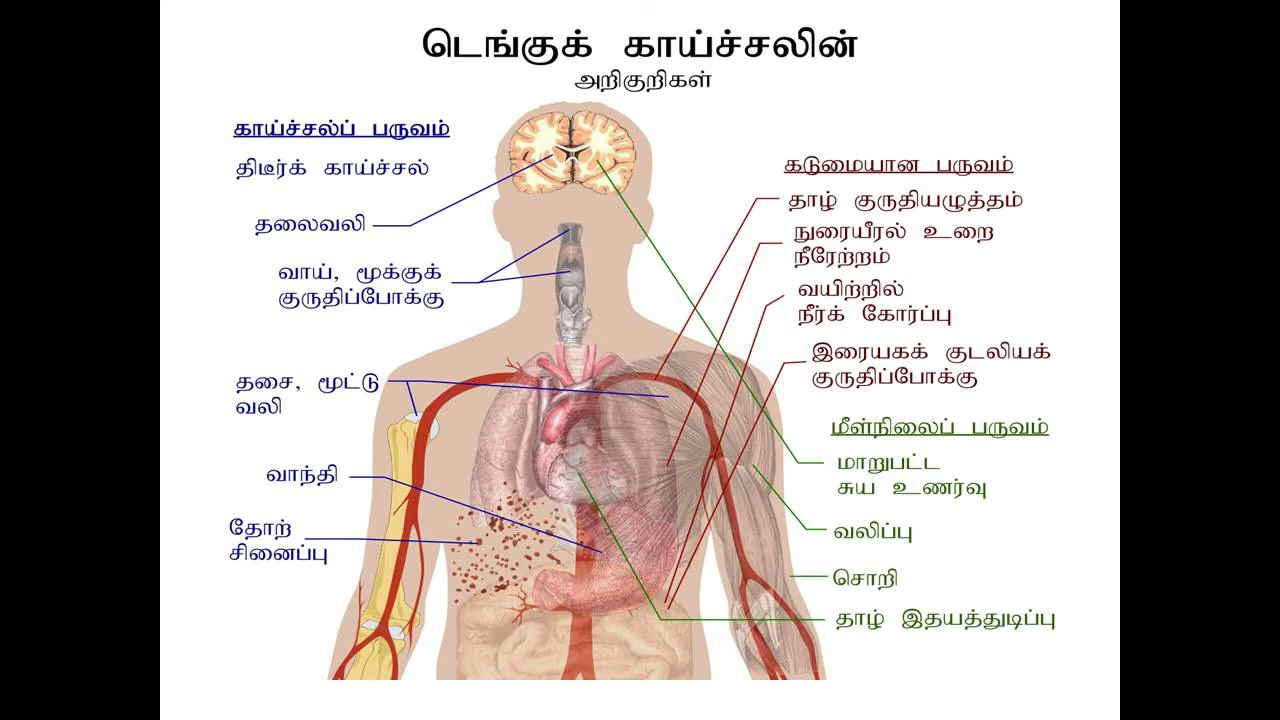 டெங்குக் காய்ச்சலின்
அறிகுறிகள்
காய்ச்சல்ப் பருவம்
திடீர்க் காய்ச்சல்
தலைவலி
வாய், மூக்குக்
குருதிப்போக்கு
தசை, மூட்டு
வலி
வாந்தி
தோற்
சினைப்பு
கடுமையான பருவம்
தாழ் குருதியழுத்தம்
நுரையீரல் உறை
நீரேற்றம்
வயிற்றில்
நீர்க் கோர்ப்பு
இரையகக் குடலியக்
குருதிப்போக்கு
மீள்நிலைப் பருவம்
மாறுபட்ட
சுய உணர்வு
வலிப்பு
சொறி
தாழ் இதயத்துடிப்பு